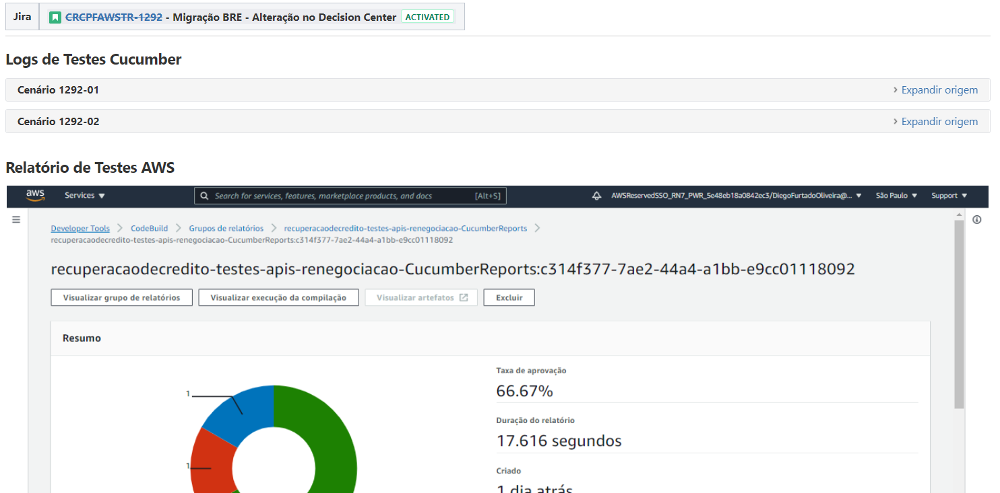 Jira CRCPFAWSTR-1292 - Migração BRE - Alteração no Decision Center ACTIVATED
Logs de Testes Cucumber
Cenário 1292-01 Expandir origem
Cenário 1292-02 Expandir origem
Relatório de Testes AWS
aws Services Search for services, features, marketplace products, and docs [Alt+S] AWSReservedSSO_RN7_PWR_5e48eb18a0842ec3/DiegoFurtadoOliveira@... São Paulo Support
Developer Tools CodeBuild Grupos de relatórios recuperacaodecredito-testes-apis-renegociacao-CucumberReports
recuperacaodecredito-testes-apis-renegociacao-CucumberReports:c314f377-7ae2-44a4-a1bb-e9cc01118092
recuperacaodecredito-testes-apis-renegociacao-CucumberReports:c314f377-7ae2-44a4-a1bb-e9cc01118092
Visualizar grupo de relatórios Visualizar execução da compilação Visualizar artefatos Excluir
Resumo
Taxa de aprovação
66.67%
1
Duração do relatório
17.616 segundos
1
Criado
1 dia atrás